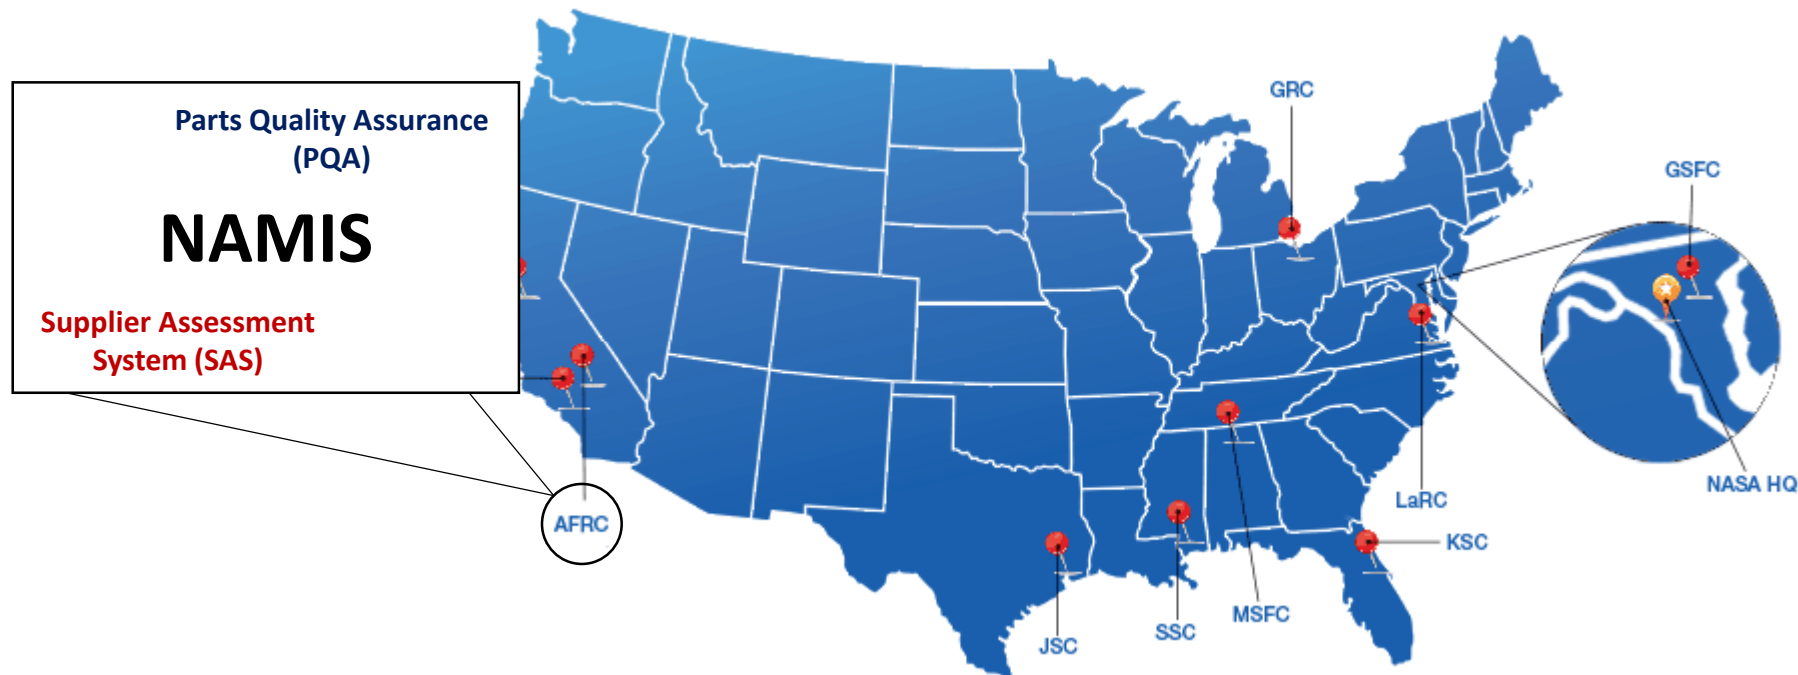 Parts Quality Assurance
(PQA)
NAMIS
Supplier Assessment
System (SAS)
GRC
GSFC
NASA HQ
LaRC
AFRC
KSC
MSFC
SSC
JSC